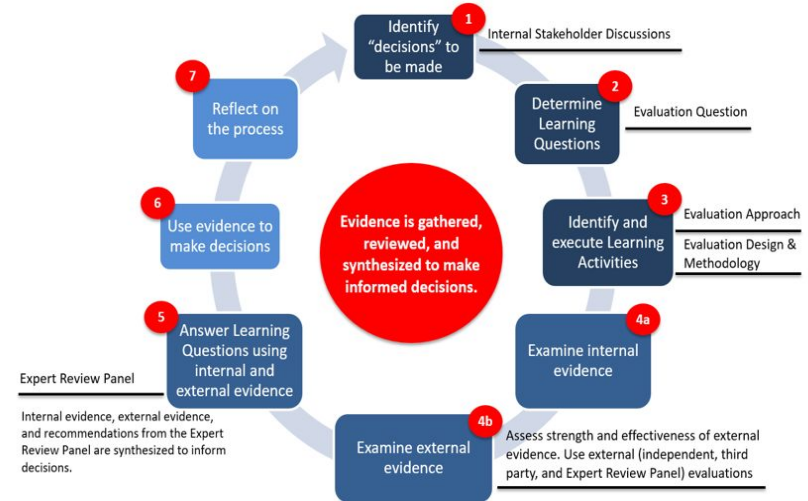 1
Identify
“decisions” to
be made
Internal Stakeholder Discussions
2
Determine
Learning
Questions
Evaluation Question
3
Identify and
execute Learning
Activities
Evaluation Approach
Evaluation Design &
Methodology
4a
Examine internal
evidence
4b
Examine external
evidence
Assess strength and effectiveness of external
evidence. Use external (independent, third
party, and Expert Review Panel) evaluations
5
Answer Learning
Questions using
internal and
external evidence
Expert Review Panel
Internal evidence, external evidence,
and recommendations from the Expert
Review Panel are synthesized to inform
decisions.
6
Use evidence to
make decisions
7
Reflect on
the process
Evidence is gathered,
reviewed, and
synthesized to make
informed decisions.